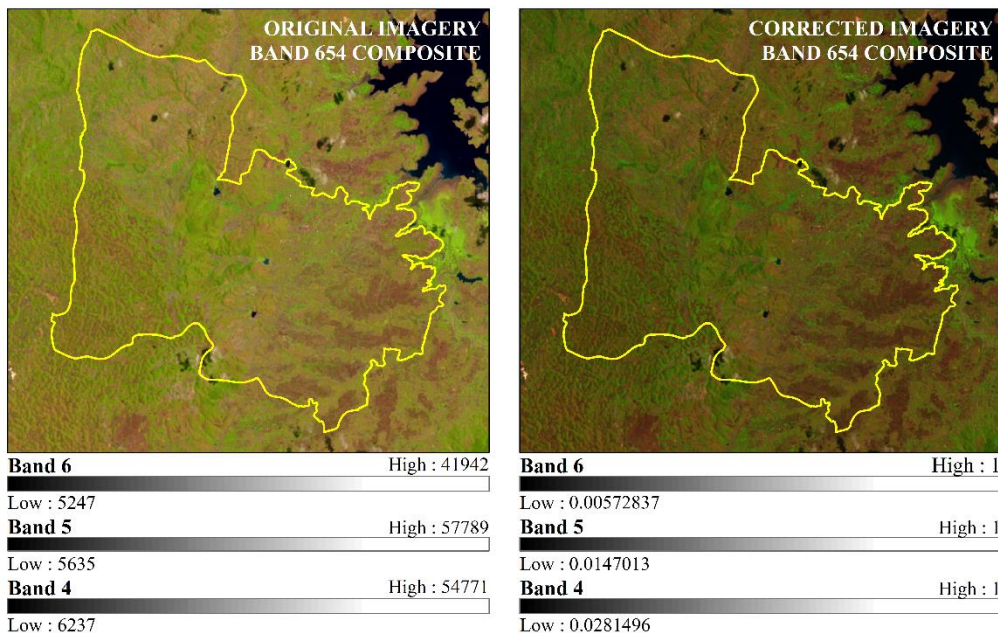 ORIGINAL IMAGERY
BAND 654 COMPOSITE
Band 6 High : 41942
Low : 5247
Band 5 High : 57789
Low : 5635
Band 4 High : 54771
Low : 6237
CORRECTED IMAGERY
BAND 654 COMPOSITE
Band 6 High : 1
Low : 0.00572837
Band 5 High : 1
Low : 0.0147013
Band 4 High : 1
Low : 0.0281496